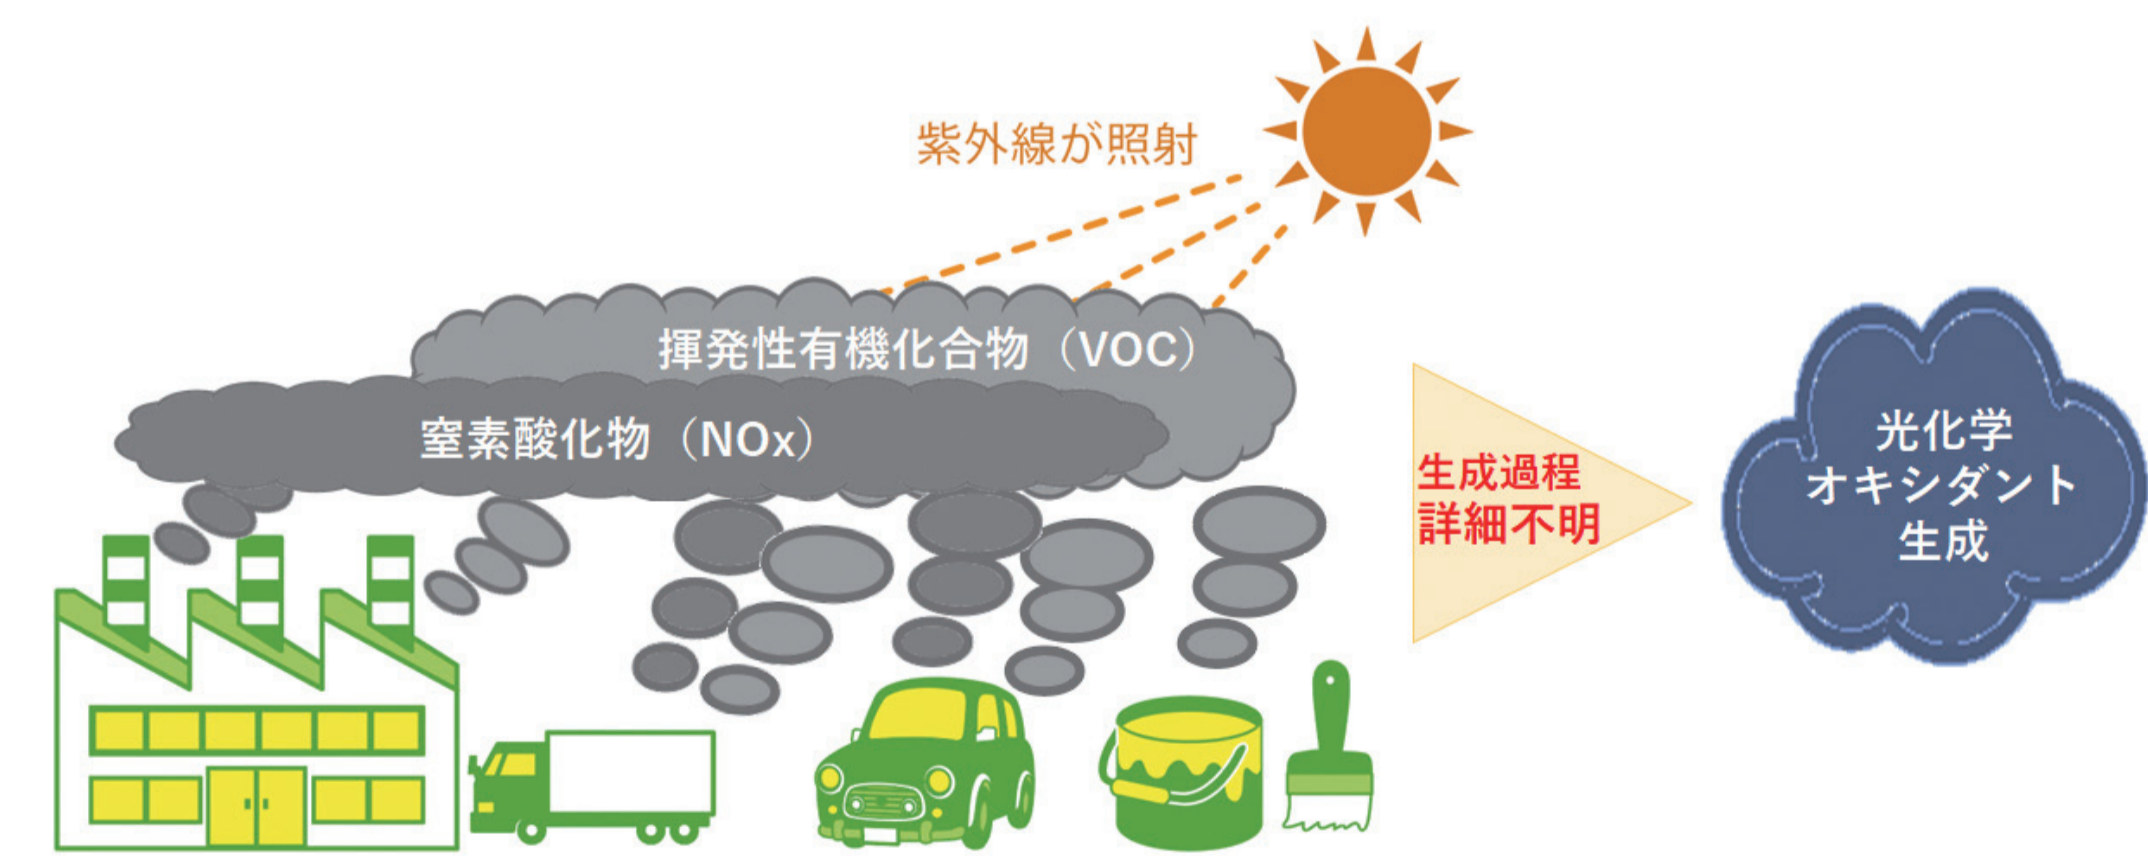 紫外線が照射
揮発性有機化合物（VOC）
窒素酸化物（NOx）
生成過程
詳細不明
光化学
オキシダント
生成